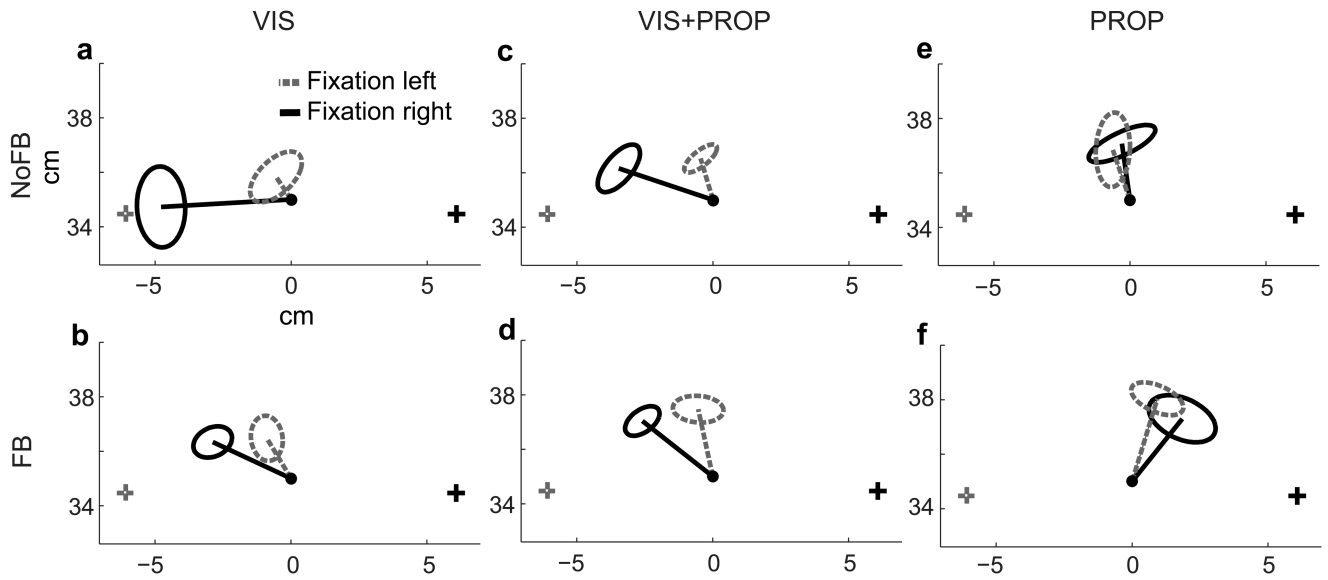 VIS VIS+PROP PROP
a c e
Fixation left
Fixation right
NoFB
cm
38 38 38
34 34 34
−5 0 5 −5 0 5 −5 0 5
cm
b d f
FB
38 38 38
34 34 34
−5 0 5 −5 0 5 −5 0 5